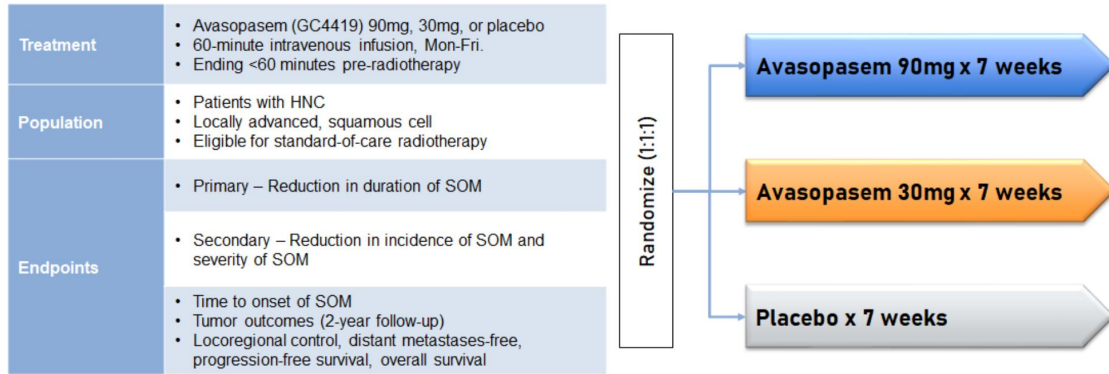 Treatment
• Avasopasem (GC4419) 90mg, 30mg, or placebo
• 60-minute intravenous infusion, Mon-Fri.
• Ending <60 minutes pre-radiotherapy
Population
• Patients with HNC
• Locally advanced, squamous cell
• Eligible for standard-of-care radiotherapy
Endpoints
• Primary – Reduction in duration of SOM
• Secondary – Reduction in incidence of SOM and
severity of SOM
• Time to onset of SOM
• Tumor outcomes (2-year follow-up)
• Locoregional control, distant metastases-free,
progression-free survival, overall survival
Randomize (1:1:1)
Avasopasem 90mg x 7 weeks
Avasopasem 30mg x 7 weeks
Placebo x 7 weeks